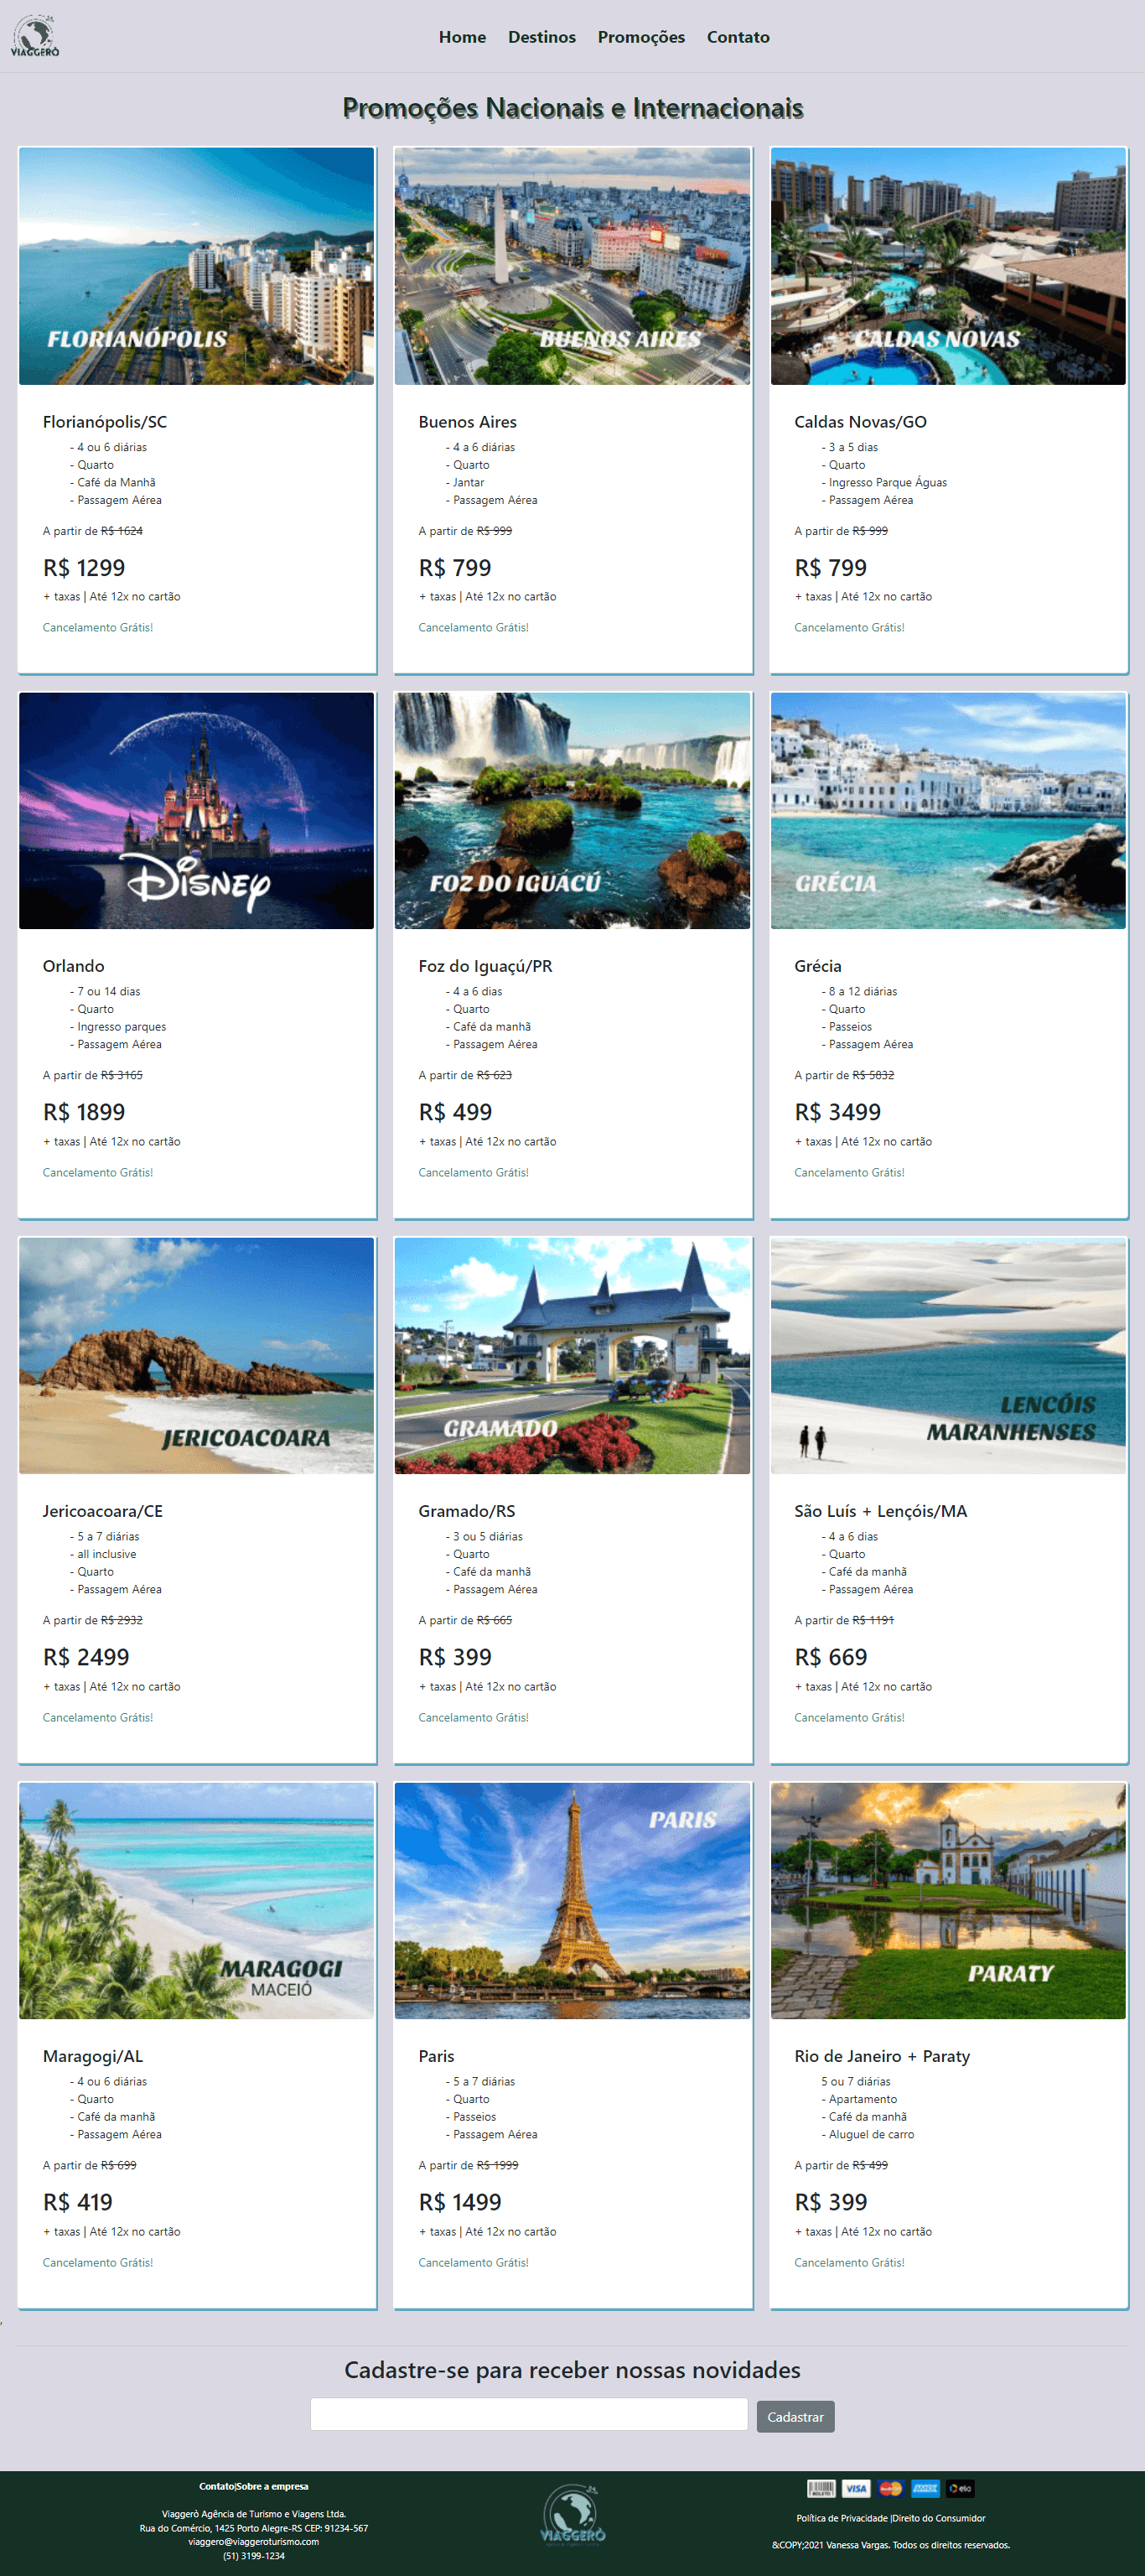 VIAGGERÒ
Home Destinos Promoções Contato
Promoções Nacionais e Internacionais
FLORIANÓPOLIS
Florianópolis/SC
- 4 ou 6 diárias
- Quarto
- Café da Manhã
- Passagem Aérea
A partir de R$ 1624
R$ 1299
+ taxas | Até 12x no cartão
Cancelamento Grátis!
BUENOS AIRES
Buenos Aires
- 4 a 6 diárias
- Quarto
- Jantar
- Passagem Aérea
A partir de R$ 999
R$ 799
+ taxas | Até 12x no cartão
Cancelamento Grátis!
CALDAS NOVAS
Caldas Novas/GO
- 3 a 5 dias
- Quarto
- Ingresso Parque Águas
- Passagem Aérea
A partir de R$ 999
R$ 799
+ taxas | Até 12x no cartão
Cancelamento Grátis!
DISNEY
Orlando
- 7 ou 14 dias
- Quarto
- Ingresso parques
- Passagem Aérea
A partir de R$ 3165
R$ 1899
+ taxas | Até 12x no cartão
Cancelamento Grátis!
FOZ DO IGUAÇÚ
Foz do Iguaçú/PR
- 4 a 6 dias
- Quarto
- Café da manhã
- Passagem Aérea
A partir de R$ 623
R$ 499
+ taxas | Até 12x no cartão
Cancelamento Grátis!
GRÉCIA
Grécia
- 8 a 12 diárias
- Quarto
- Passeios
- Passagem Aérea
A partir de R$ 5832
R$ 3499
+ taxas | Até 12x no cartão
Cancelamento Grátis!
JERICOACOARA
Jericoacoara/CE
- 5 a 7 diárias
- all inclusive
- Quarto
- Passagem Aérea
A partir de R$ 2932
R$ 2499
+ taxas | Até 12x no cartão
Cancelamento Grátis!
GRAMADO
Gramado/RS
- 3 ou 5 diárias
- Quarto
- Café da manhã
- Passagem Aérea
A partir de R$ 665
R$ 399
+ taxas | Até 12x no cartão
Cancelamento Grátis!
LENÇÓIS
MARANHENSES
São Luís + Lençóis/MA
- 4 a 6 dias
- Quarto
- Café da manhã
- Passagem Aérea
A partir de R$ 1191
R$ 669
+ taxas | Até 12x no cartão
Cancelamento Grátis!
MARAGOGI
MACEIÓ
Maragogi/AL
- 4 ou 6 diárias
- Quarto
- Café da manhã
- Passagem Aérea
A partir de R$ 699
R$ 419
+ taxas | Até 12x no cartão
Cancelamento Grátis!
PARIS
Paris
- 5 a 7 diárias
- Quarto
- Passeios
- Passagem Aérea
A partir de R$ 1999
R$ 1499
+ taxas | Até 12x no cartão
Cancelamento Grátis!
PARATY
Rio de Janeiro + Paraty
5 ou 7 diárias
- Apartamento
- Café da manhã
- Aluguel de carro
A partir de R$ 499
R$ 399
+ taxas | Até 12x no cartão
Cancelamento Grátis!
,
Cadastre-se para receber nossas novidades
Cadastrar
Contato|Sobre a empresa
Viaggerò Agência de Turismo e Viagens Ltda.
Rua do Comércio, 1425 Porto Alegre-RS CEP: 91234-567
viaggero@viaggeroturismo.com
(51) 3199-1234
VIAGGERÒ
BOLETO VISA MasterCard elo
Política de Privacidade |Direito do Consumidor
&COPY;2021 Vanessa Vargas. Todos os direitos reservados.